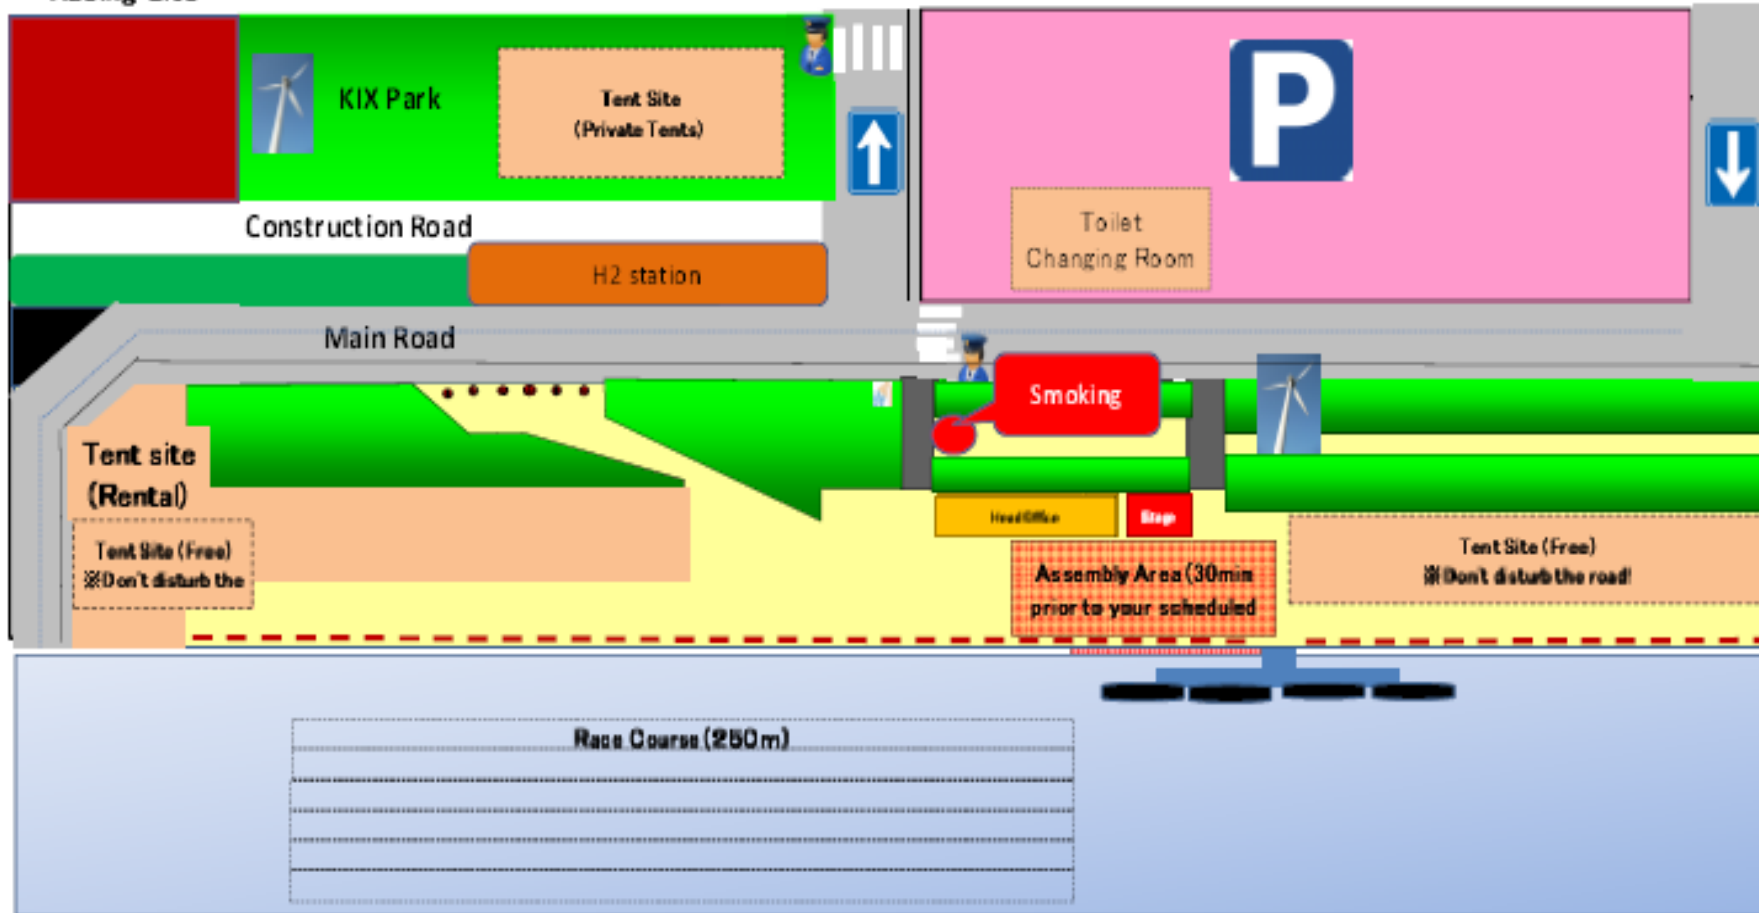 KIX Park
Tent Site
(Private Tents)
P
Toilet
Changing Room
Construction Road
H2 station
Main Road
Smoking
Tent site
(Rental)
Head Office
Stage
Tent Site (Free)
※Don't disturb the
Assembly Area (30min
prior to your scheduled
Tent Site (Free)
※Don't disturb the road!
Race Course (250m)